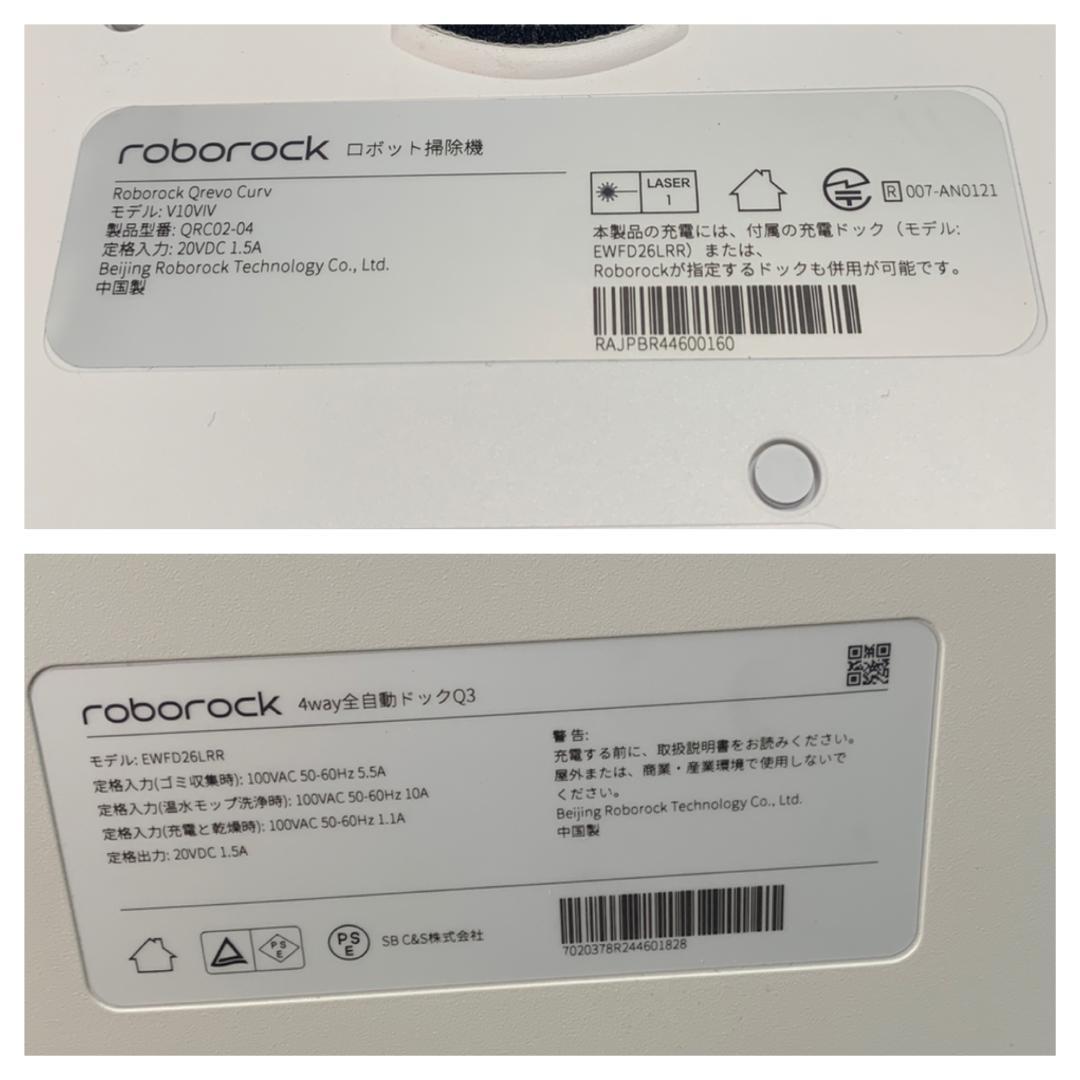 roborock ロボット掃除機
Roborock Qrevo Curv
モデル: V10VIV
製品型番: QRC02-04
定格入力: 20VDC 1.5A
Beijing Roborock Technology Co., Ltd.
中国製
LASER
1
R 007-AN0121
本製品の充電には、付属の充電ドック（モデル:
EWFD26LRR）または、
Roborockが指定するドックも併用が可能です。
RAJPBR44600160
roborock 4way全自動ドックQ3
モデル: EWFD26LRR
定格入力(ゴミ収集時): 100VAC 50-60Hz 5.5A
定格入力(温水モップ洗浄時): 100VAC 50-60Hz 10A
定格入力(充電と乾燥時): 100VAC 50-60Hz 1.1A
定格出力: 20VDC 1.5A
警告:
充電する前に、取扱説明書をお読みください。
屋外または、商業・産業環境で使用しないで
ください。
Beijing Roborock Technology Co., Ltd.
中国製
PS
E
PS
E
SB C&S株式会社
7020378R244601828